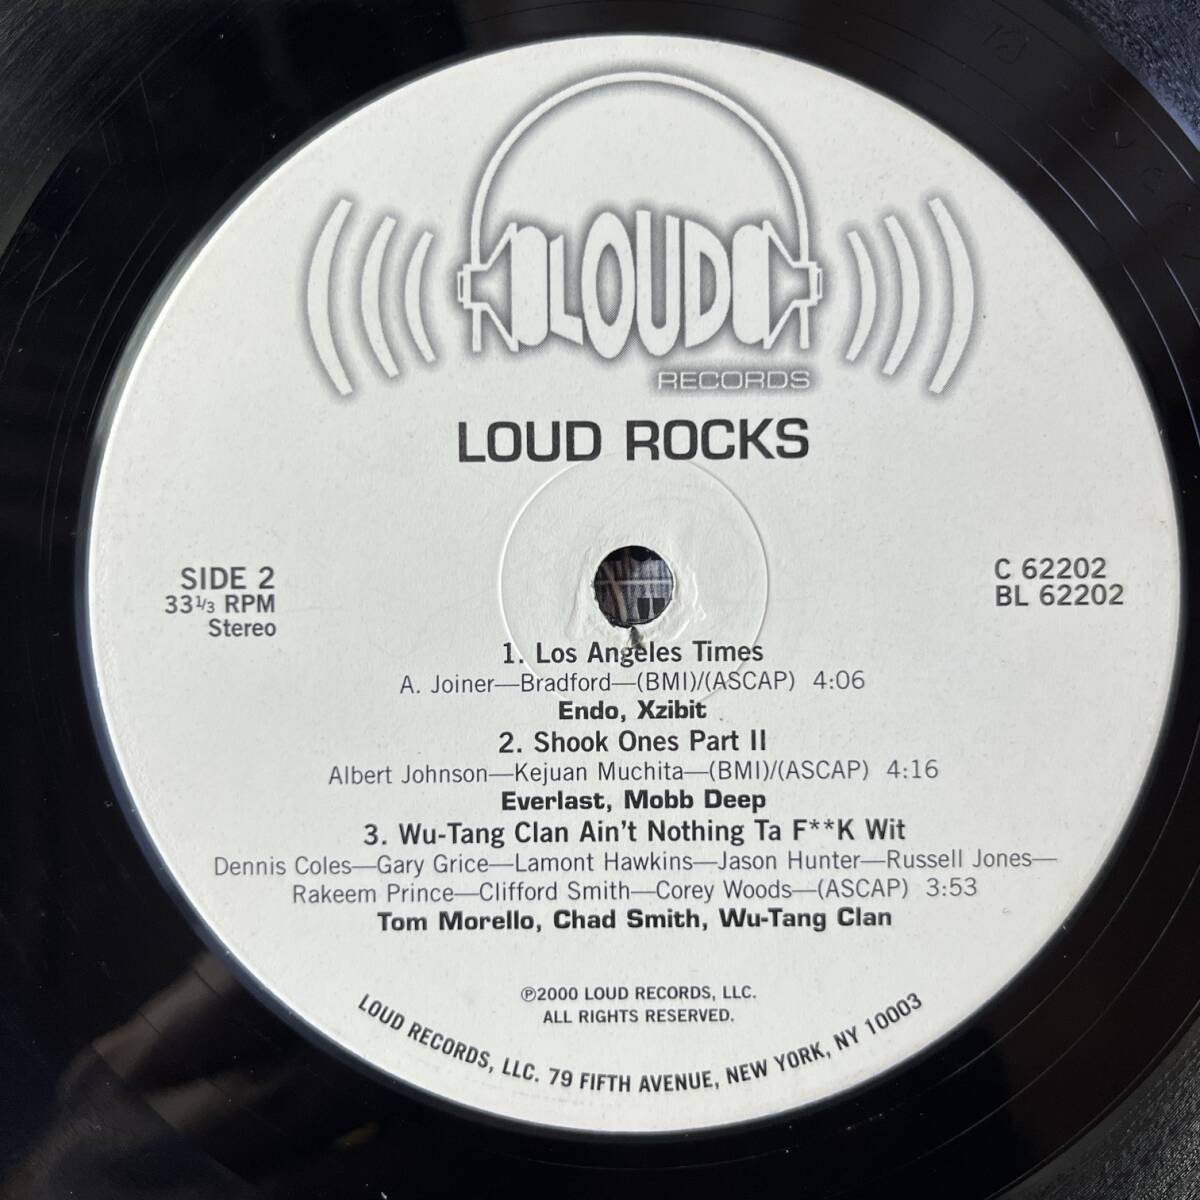 LOUD
RECORDS
LOUD ROCKS
SIDE 2
33⅓ RPM
Stereo
C 62202
BL 62202
1. Los Angeles Times
A. Joiner—Bradford—(BMI)/(ASCAP) 4:06
Endo, Xzibit
2. Shook Ones Part II
Albert Johnson—Kejuan Muchita—(BMI)/(ASCAP) 4:16
Everlast, Mobb Deep
3. Wu-Tang Clan Ain't Nothing Ta F**K Wit
Dennis Coles—Gary Grice—Lamont Hawkins—Jason Hunter—Russell Jones—
Rakeem Prince—Clifford Smith—Corey Woods—(ASCAP) 3:53
Tom Morello, Chad Smith, Wu-Tang Clan
℗2000 LOUD RECORDS, LLC.
ALL RIGHTS RESERVED.
LOUD RECORDS, LLC. 79 FIFTH AVENUE, NEW YORK, NY 10003